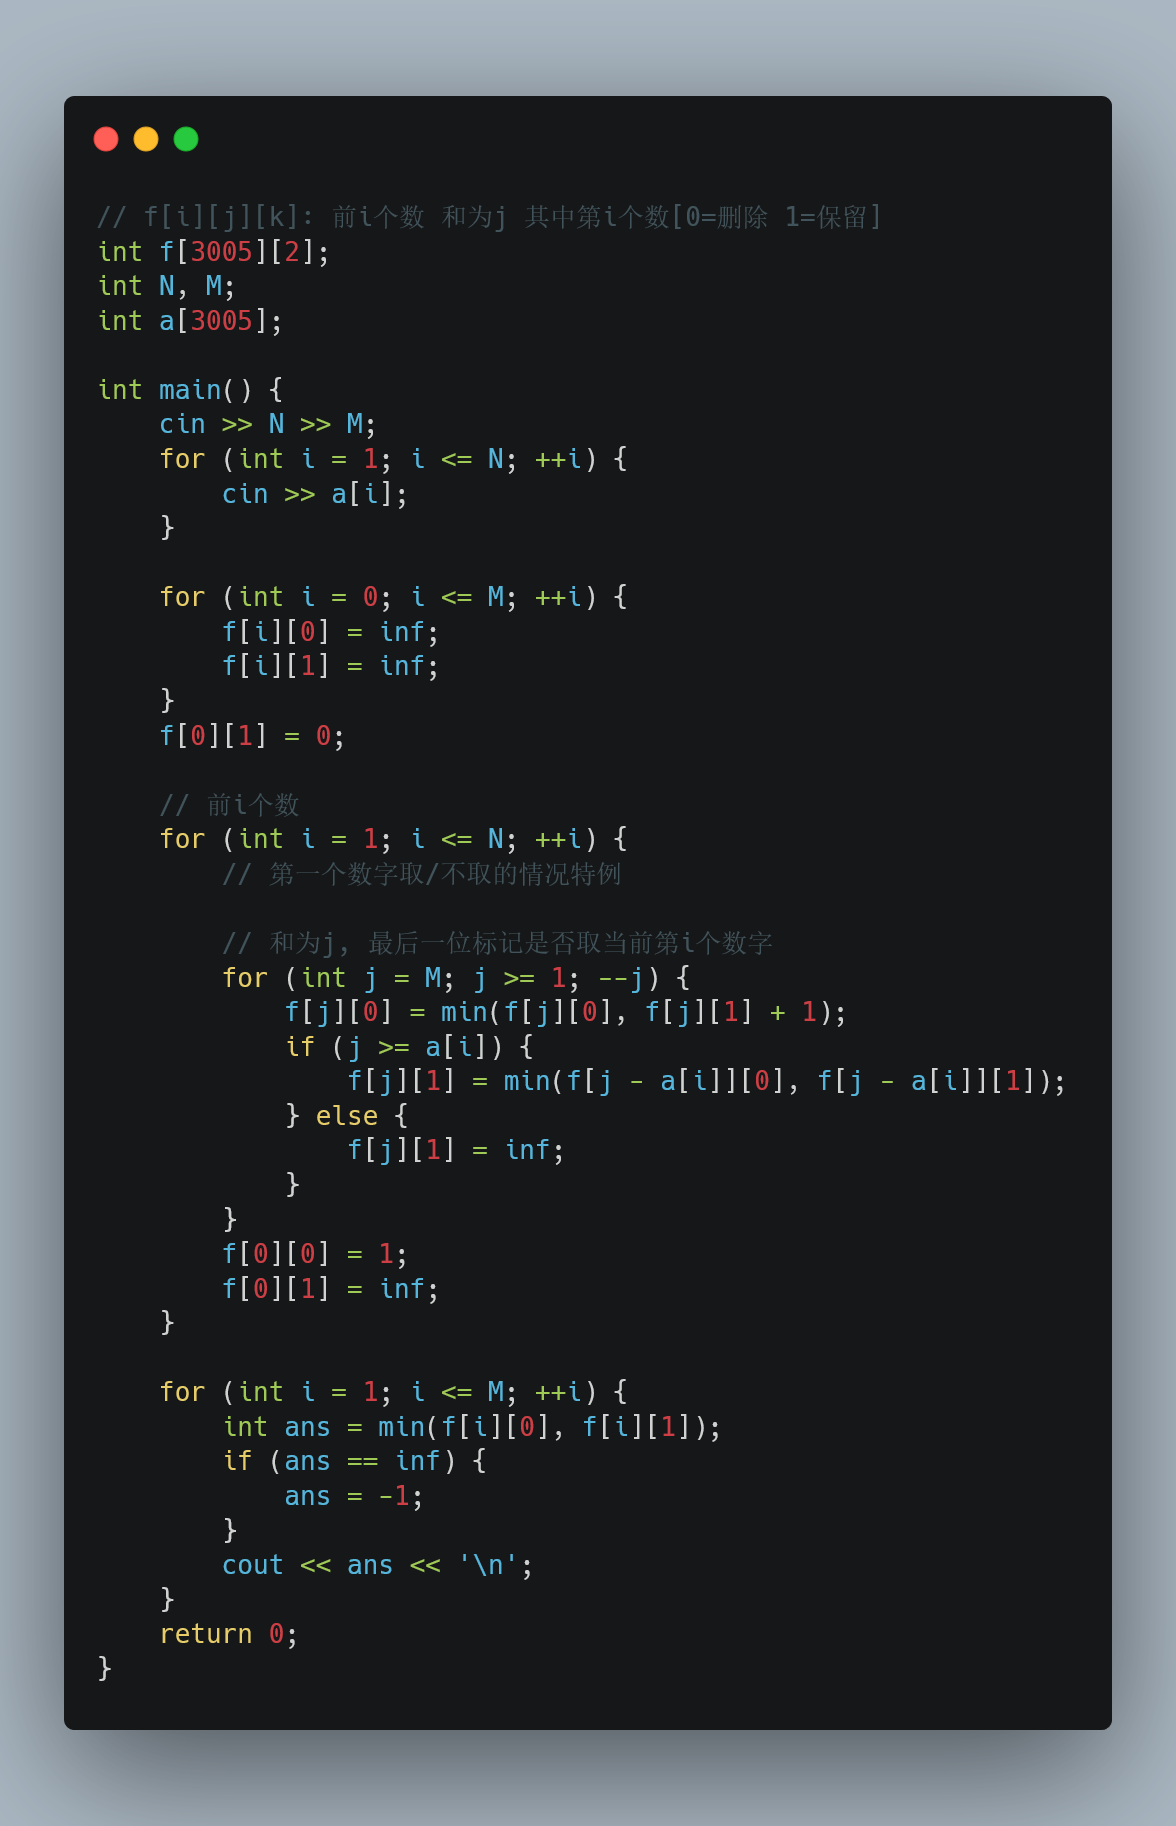 // f[i][j][k]: 前i个数 和为j 其中第i个数[0=删除 1=保留]
int f[3005][2];
int N, M;
int a[3005];

int main() {
    cin >> N >> M;
    for (int i = 1; i <= N; ++i) {
        cin >> a[i];
    }

    for (int i = 0; i <= M; ++i) {
        f[i][0] = inf;
        f[i][1] = inf;
    }
    f[0][1] = 0;

    // 前i个数
    for (int i = 1; i <= N; ++i) {
        // 第一个数字取/不取的情况特例

        // 和为j, 最后一位标记是否取当前第i个数字
        for (int j = M; j >= 1; --j) {
            f[j][0] = min(f[j][0], f[j][1] + 1);
            if (j >= a[i]) {
                f[j][1] = min(f[j - a[i]][0], f[j - a[i]][1]);
            } else {
                f[j][1] = inf;
            }
        }
        f[0][0] = 1;
        f[0][1] = inf;
    }

    for (int i = 1; i <= M; ++i) {
        int ans = min(f[i][0], f[i][1]);
        if (ans == inf) {
            ans = -1;
        }
        cout << ans << '\n';
    }
    return 0;
}